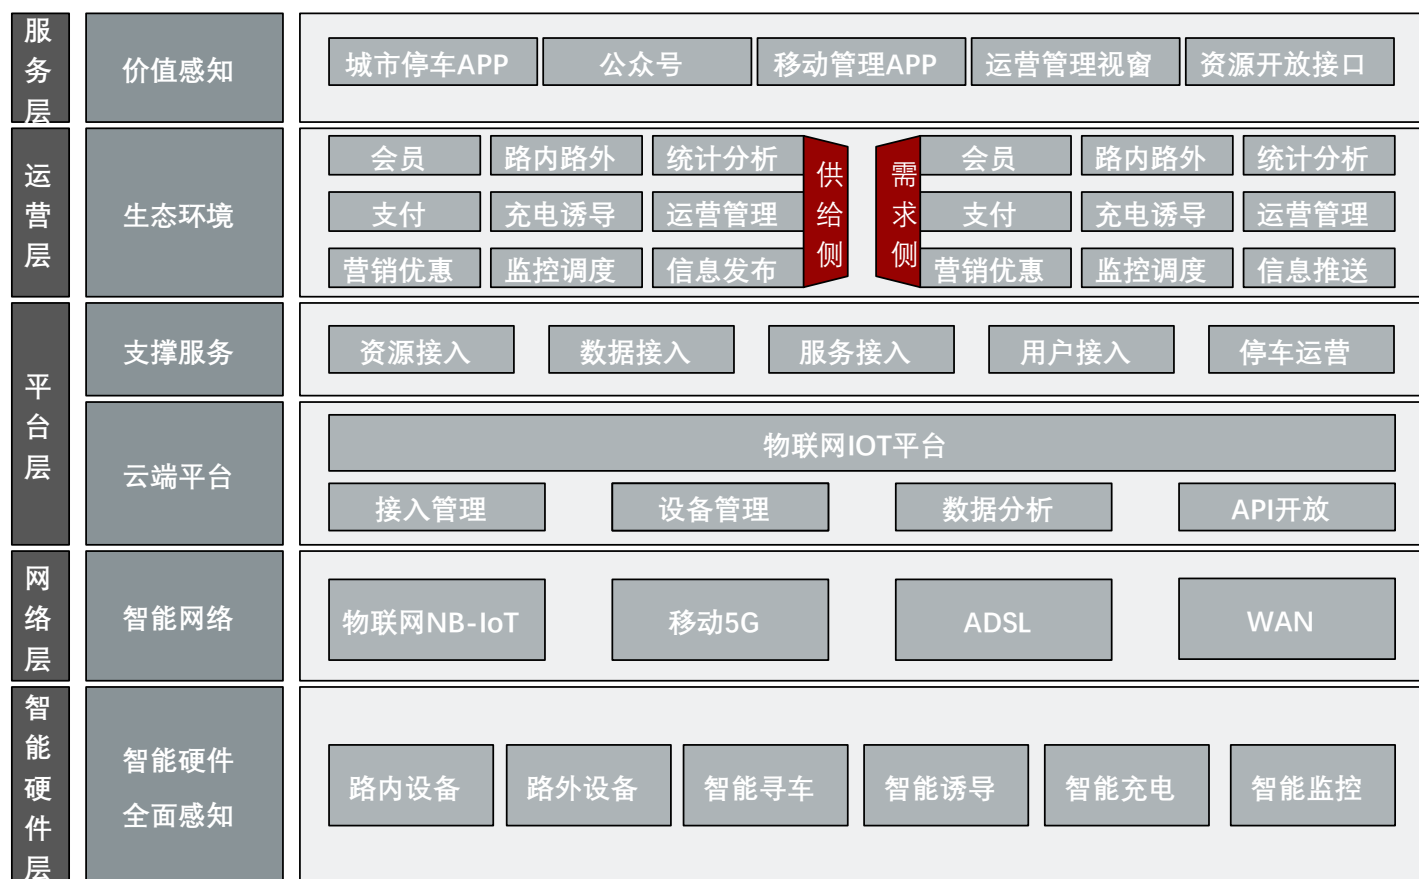 服务层
价值感知
城市停车APP
公众号
移动管理APP
运营管理视窗
资源开放接口
运营层
生态环境
会员
路内路外
统计分析
支付
充电诱导
运营管理
营销优惠
监控调度
信息发布
供给侧
需求侧
会员
路内路外
统计分析
支付
充电诱导
运营管理
营销优惠
监控调度
信息推送
平台层
支撑服务
资源接入
数据接入
服务接入
用户接入
停车运营
云端平台
物联网IOT平台
接入管理
设备管理
数据分析
API开放
网络层
智能网络
物联网NB-IoT
移动5G
ADSL
WAN
智能硬件层
智能硬件
全面感知
路内设备
路外设备
智能寻车
智能诱导
智能充电
智能监控